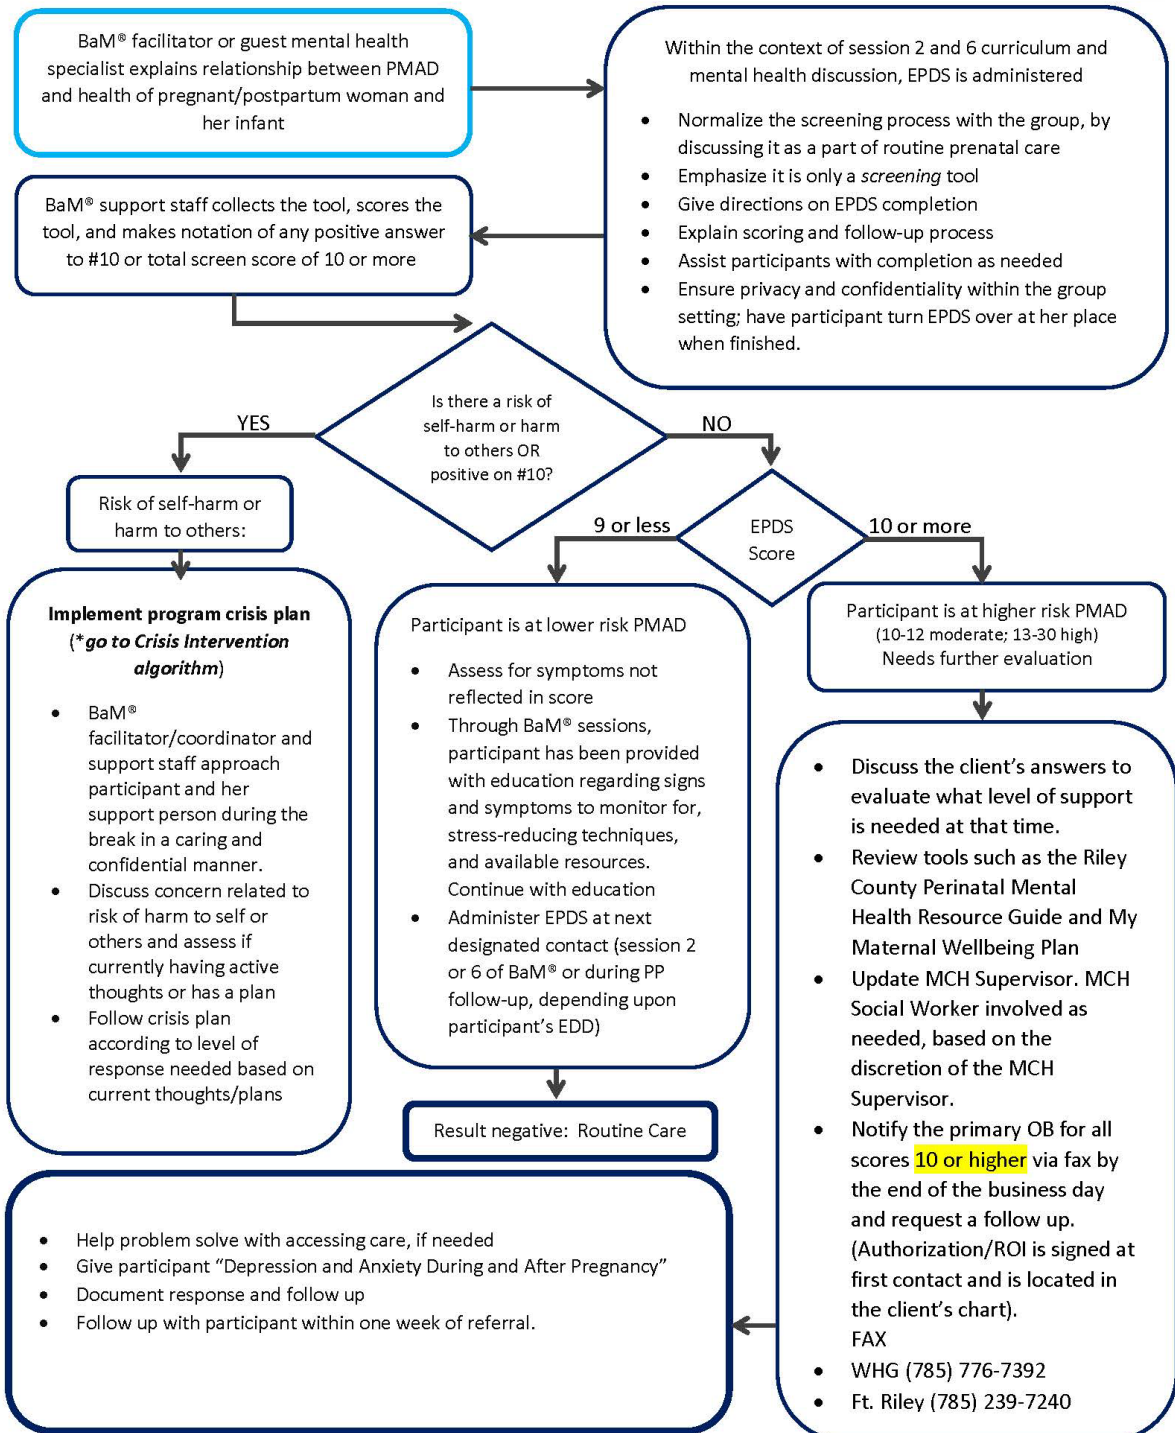 BaM® facilitator or guest mental health
specialist explains relationship between PMAD
and health of pregnant/postpartum woman and
her infant
Within the context of session 2 and 6 curriculum and
mental health discussion, EPDS is administered
• Normalize the screening process with the group, by
discussing it as a part of routine prenatal care
• Emphasize it is only a screening tool
• Give directions on EPDS completion
• Explain scoring and follow-up process
• Assist participants with completion as needed
• Ensure privacy and confidentiality within the group
setting; have participant turn EPDS over at her place
when finished.
BaM® support staff collects the tool, scores the
tool, and makes notation of any positive answer
to #10 or total screen score of 10 or more
Is there a risk of
self-harm or harm
to others OR
positive on #10?
YES
NO
Risk of self-harm or
harm to others:
EPDS
Score
9 or less
10 or more
Implement program crisis plan
(*go to Crisis Intervention
algorithm)
• BaM®
facilitator/coordinator and
support staff approach
participant and her
support person during the
break in a caring and
confidential manner.
• Discuss concern related to
risk of harm to self or
others and assess if
currently having active
thoughts or has a plan
• Follow crisis plan
according to level of
response needed based on
current thoughts/plans
Participant is at lower risk PMAD
• Assess for symptoms not
reflected in score
• Through BaM® sessions,
participant has been provided
with education regarding signs
and symptoms to monitor for,
stress-reducing techniques,
and available resources.
Continue with education
• Administer EPDS at next
designated contact (session 2
or 6 of BaM® or during PP
follow-up, depending upon
participant's EDD)
Result negative: Routine Care
Participant is at higher risk PMAD
(10-12 moderate; 13-30 high)
Needs further evaluation
• Discuss the client's answers to
evaluate what level of support
is needed at that time.
• Review tools such as the Riley
County Perinatal Mental
Health Resource Guide and My
Maternal Wellbeing Plan
• Update MCH Supervisor. MCH
Social Worker involved as
needed, based on the
discretion of the MCH
Supervisor.
• Notify the primary OB for all
scores 10 or higher via fax by
the end of the business day
and request a follow up.
(Authorization/ROI is signed at
first contact and is located in
the client's chart).
FAX
• WHG (785) 776-7392
• Ft. Riley (785) 239-7240
• Help problem solve with accessing care, if needed
• Give participant "Depression and Anxiety During and After Pregnancy"
• Document response and follow up
• Follow up with participant within one week of referral.